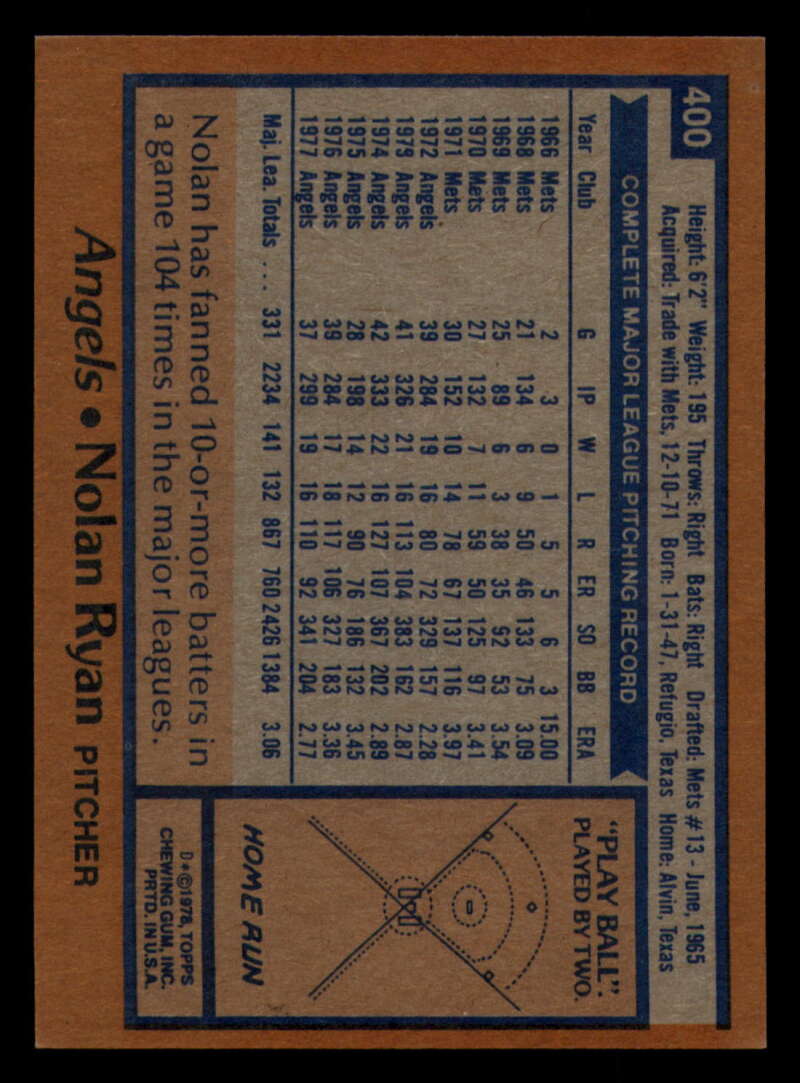 400
Height: 6'2" Weight: 195 Throws: Right Bats: Right Drafted: Mets #13 - June, 1965
Acquired: Trade with Mets, 12-10-71 Born: 1-31-47, Refugio, Texas Home: Alvin, Texas
COMPLETE MAJOR LEAGUE PITCHING RECORD
Year Club G IP W L R ER SO BB ERA
1966 Mets 2 3 0 1 5 5 6 3 15.00
1968 Mets 21 134 6 9 50 46 133 75 3.09
1969 Mets 25 89 6 3 38 35 92 53 3.54
1970 Mets 27 132 7 11 59 50 125 97 3.41
1971 Mets 30 152 10 14 78 67 137 116 3.97
1972 Angels 39 284 19 16 80 72 329 157 2.28
1973 Angels 41 326 21 16 113 104 383 162 2.87
1974 Angels 42 333 22 16 127 107 367 202 2.89
1975 Angels 28 198 14 12 90 76 186 132 3.45
1976 Angels 39 284 17 18 117 106 327 183 3.36
1977 Angels 37 299 19 16 110 92 341 204 2.77
Maj. Lea. Totals ... 331 2234 141 132 867 760 2426 1384 3.06
Nolan has fanned 10-or-more batters in
a game 104 times in the major leagues.
"PLAY BALL".
PLAYED BY TWO.
HOME RUN
D*©1978, TOPPS
CHEWING GUM, INC.
PRTD. IN U.S.A.
Angels • Nolan Ryan PITCHER